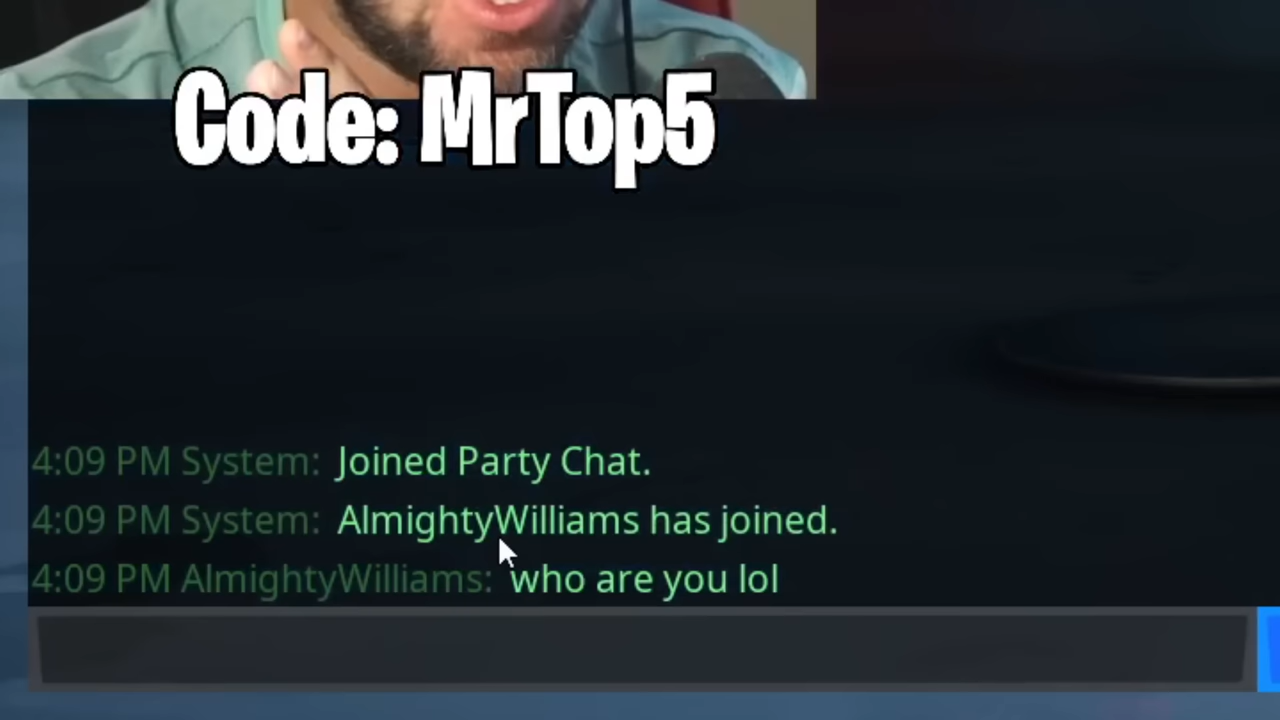 Code: MrTop5
4:09 PM System: Joined Party Chat.
4:09 PM System: AlmightyWilliams has joined.
4:09 PM AlmightyWilliams: who are you lol